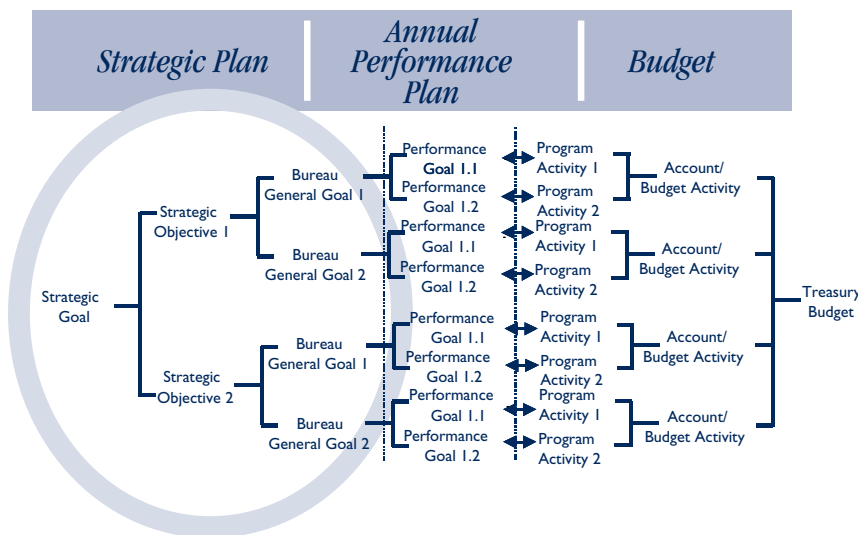 Strategic Plan
Annual
Performance
Plan
Budget
Strategic
Goal
Strategic
Objective 1
Strategic
Objective 2
Bureau
General Goal 1
Bureau
General Goal 2
Bureau
General Goal 1
Bureau
General Goal 2
Performance
Goal 1.1
Performance
Goal 1.2
Performance
Goal 1.1
Performance
Goal 1.2
Performance
Goal 1.1
Performance
Goal 1.2
Performance
Goal 1.1
Performance
Goal 1.2
Program
Activity 1
Program
Activity 2
Program
Activity 1
Program
Activity 2
Program
Activity 1
Program
Activity 2
Program
Activity 1
Program
Activity 2
Account/
Budget Activity
Account/
Budget Activity
Account/
Budget Activity
Account/
Budget Activity
Treasury
Budget